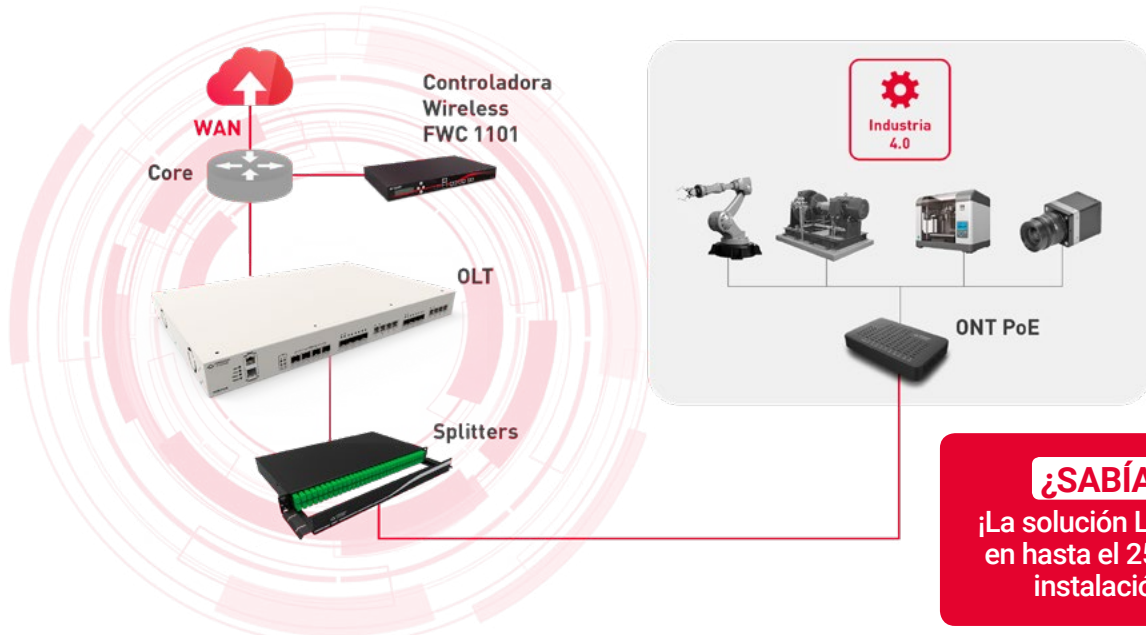 WAN
Controladora
Wireless
FWC 1101
Core
OLT
Splitters
Industria
4.0
ONT PoE
¿SABÍA
¡La solución L
en hasta el 25
instalació